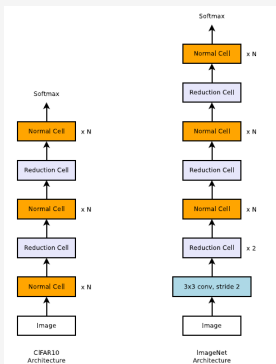 Softmax
Normal Cell
x N
Reduction Cell
Normal Cell
x N
Reduction Cell
Normal Cell
x N
Image
CIFAR10
Architecture
Softmax
Normal Cell
x N
Reduction Cell
Normal Cell
x N
Reduction Cell
Normal Cell
x N
Reduction Cell
x 2
3x3 conv, stride 2
Image
ImageNet
Architecture